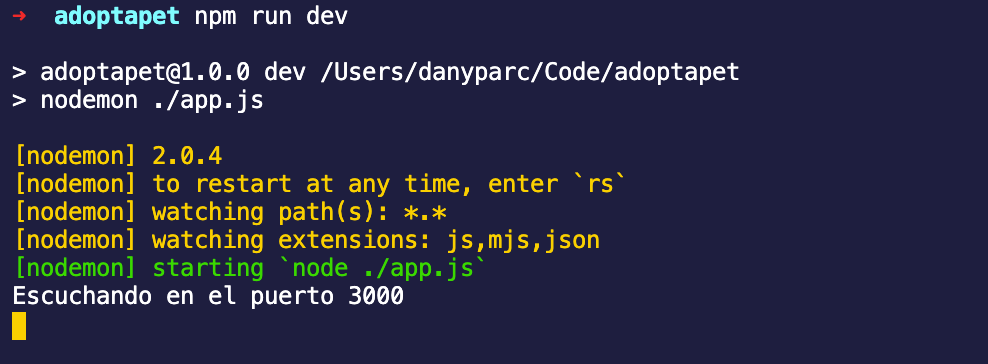 ➜  adoptapet npm run dev
> adoptapet@1.0.0 dev /Users/danyparc/Code/adoptapet
> nodemon ./app.js
[nodemon] 2.0.4
[nodemon] to restart at any time, enter `rs`
[nodemon] watching path(s): *.*
[nodemon] watching extensions: js,mjs,json
[nodemon] starting `node ./app.js`
Escuchando en el puerto 3000